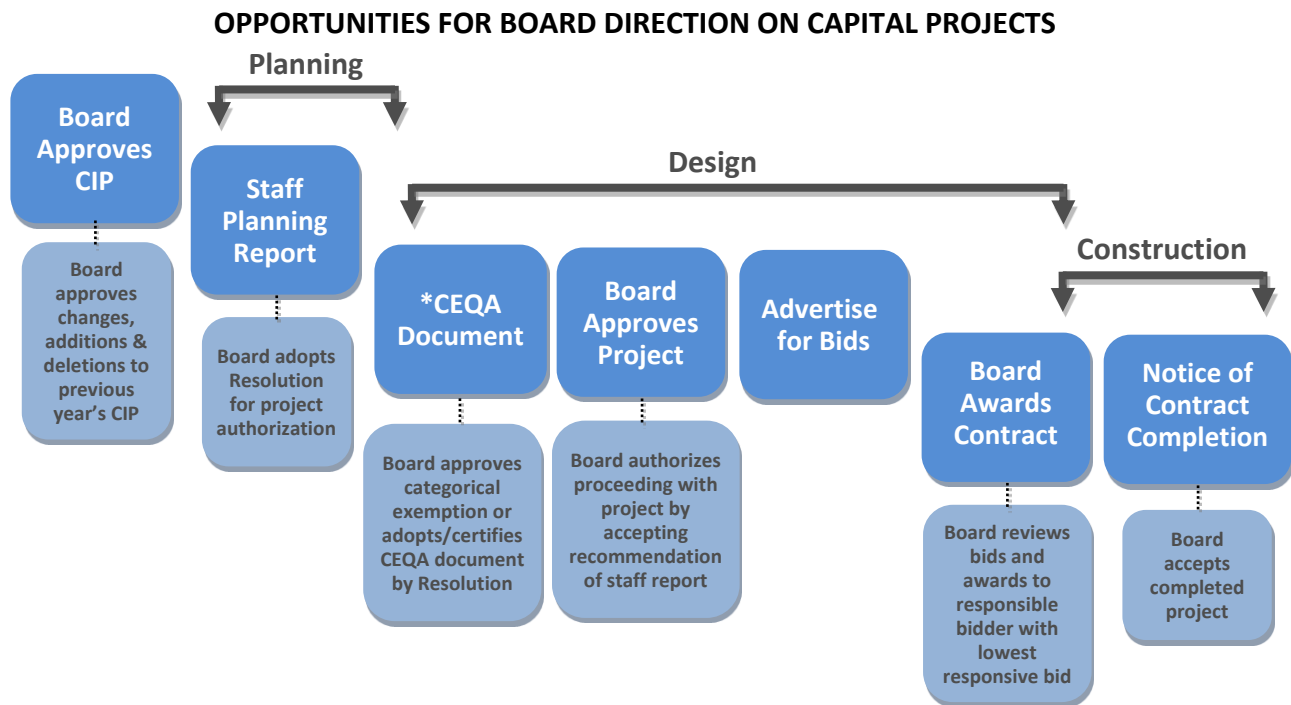 OPPORTUNITIES FOR BOARD DIRECTION ON CAPITAL PROJECTS
Planning
Board
Approves
CIP
Board
approves
changes,
additions &
deletions to
previous
year’s CIP
Staff
Planning
Report
Board adopts
Resolution
for project
authorization
Design
*CEQA
Document
Board approves
categorical
exemption or
adopts/certifies
CEQA document
by Resolution
Board
Approves
Project
Board authorizes
proceeding with
project by
accepting
recommendation
of staff report
Advertise
for Bids
Construction
Board
Awards
Contract
Board reviews
bids and
awards to
responsible
bidder with
lowest
responsive bid
Notice of
Contract
Completion
Board
accepts
completed
project